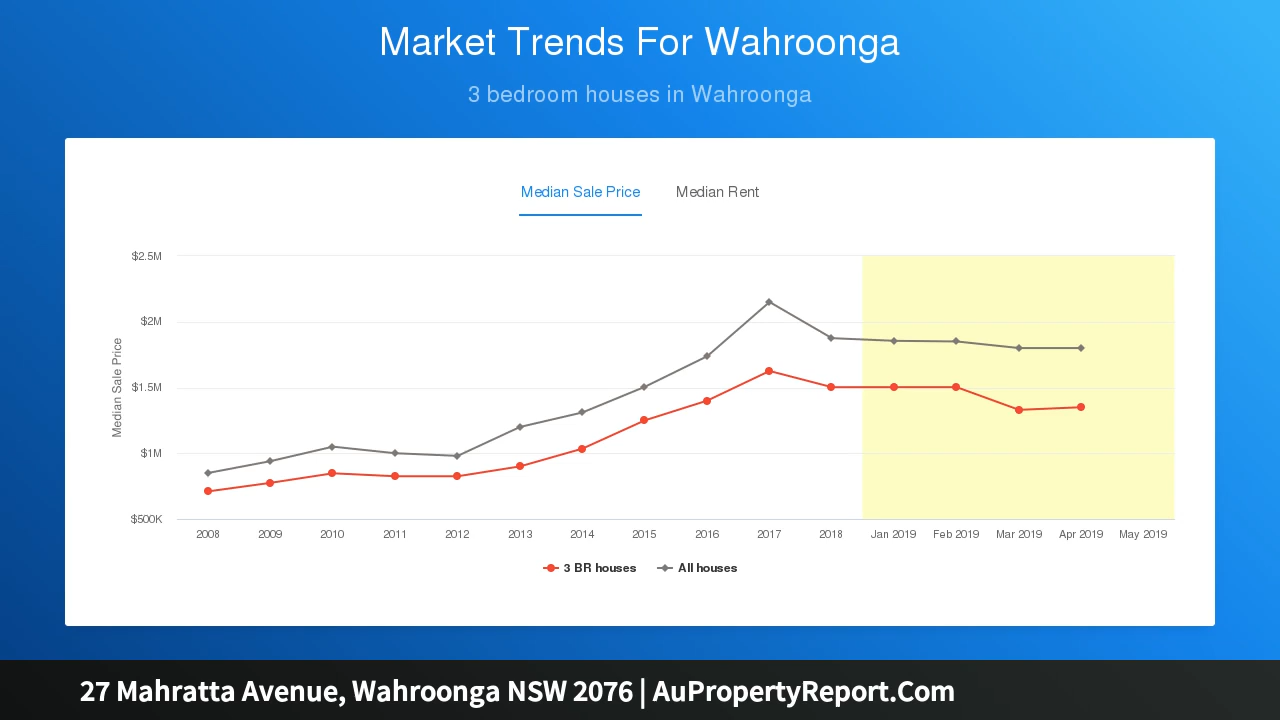 Market Trends For Wahroonga
3 bedroom houses in Wahroonga
Median Sale Price Median Rent
$2.5M
$2M
$1.5M
$1M
$500K
Median Sale Price
2008 2009 2010 2011 2012 2013 2014 2015 2016 2017 2018 Jan 2019 Feb 2019 Mar 2019 Apr 2019 May 2019
3 BR houses All houses
27 Mahratta Avenue, Wahroonga NSW 2076 | AuPropertyReport.Com